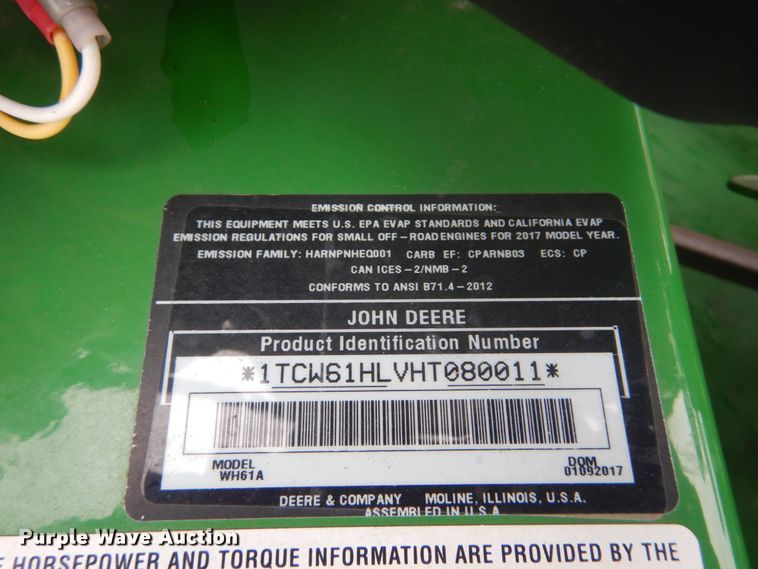 EMISSION CONTROL INFORMATION:
THIS EQUIPMENT MEETS U.S. EPA EVAP STANDARDS AND CALIFORNIA EVAP
EMISSION REGULATIONS FOR SMALL OFF-ROADENGINES FOR 2017 MODEL YEAR.
EMISSION FAMILY: HARNPNHEQ001 CARB EF: CPARNB03 ECS: CP
CAN ICES-2/NMB-2
CONFORMS TO ANSI B71.4-2012
JOHN DEERE
Product Identification Number
*1TCW61HLVHT080011*
MODEL DOM
WH61A 01092017
DEERE & COMPANY MOLINE, ILLINOIS, U.S.A.
ASSEMBLED IN U.S.A
Purple Wave Auction
HORSEPOWER AND TORQUE INFORMATION ARE PROVIDED BY THE